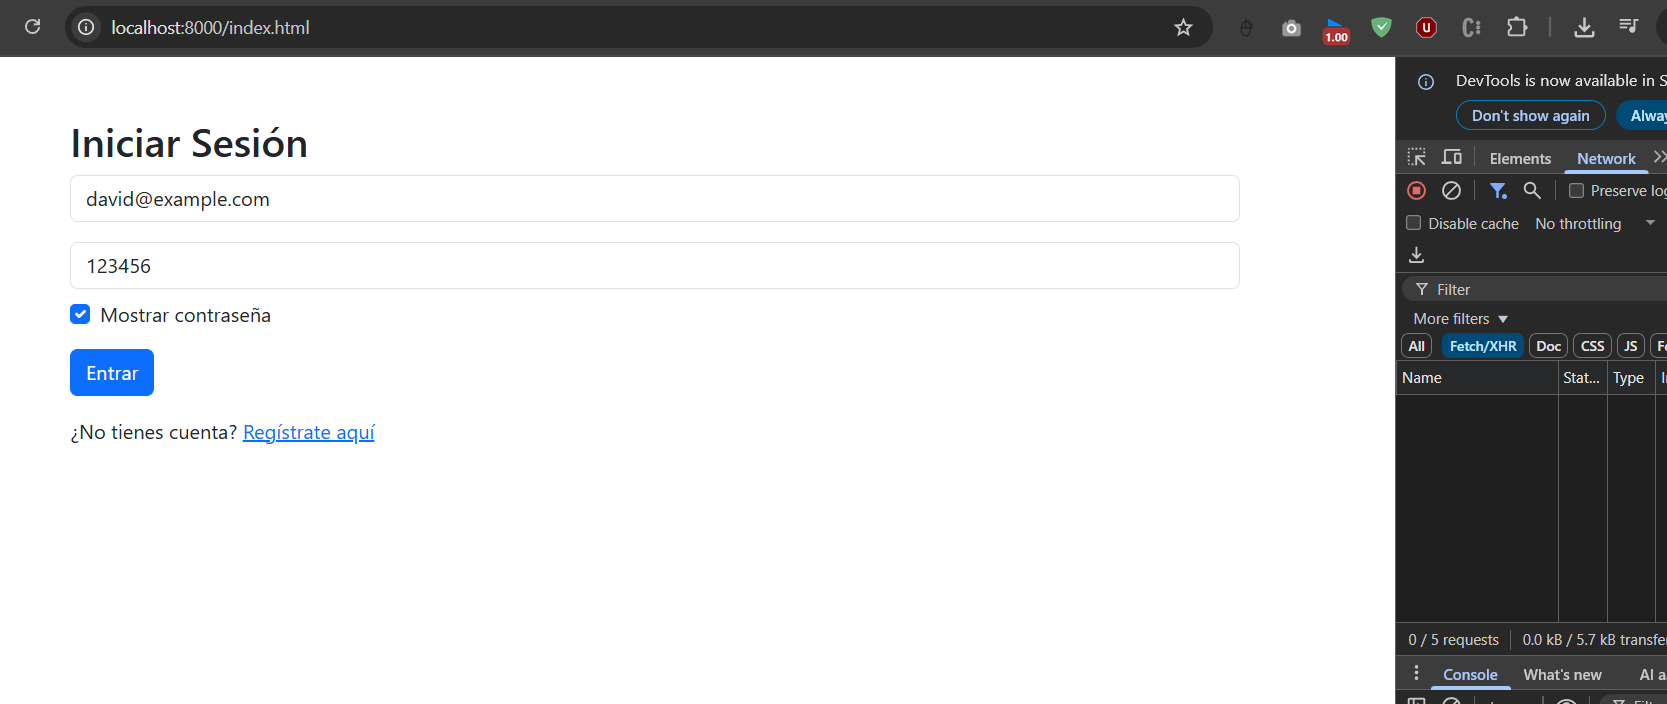 localhost:8000/index.html
1.00
Iniciar Sesión
david@example.com
123456
Mostrar contraseña
Entrar
¿No tienes cuenta? Regístrate aquí
DevTools is now available in S
Don't show again
Alway
Elements Network
Preserve log
Disable cache No throttling
Filter
More filters
All Fetch/XHR Doc CSS JS Fo
Name Stat... Type
0 / 5 requests 0.0 kB / 5.7 kB transfer
Console What's new AI a